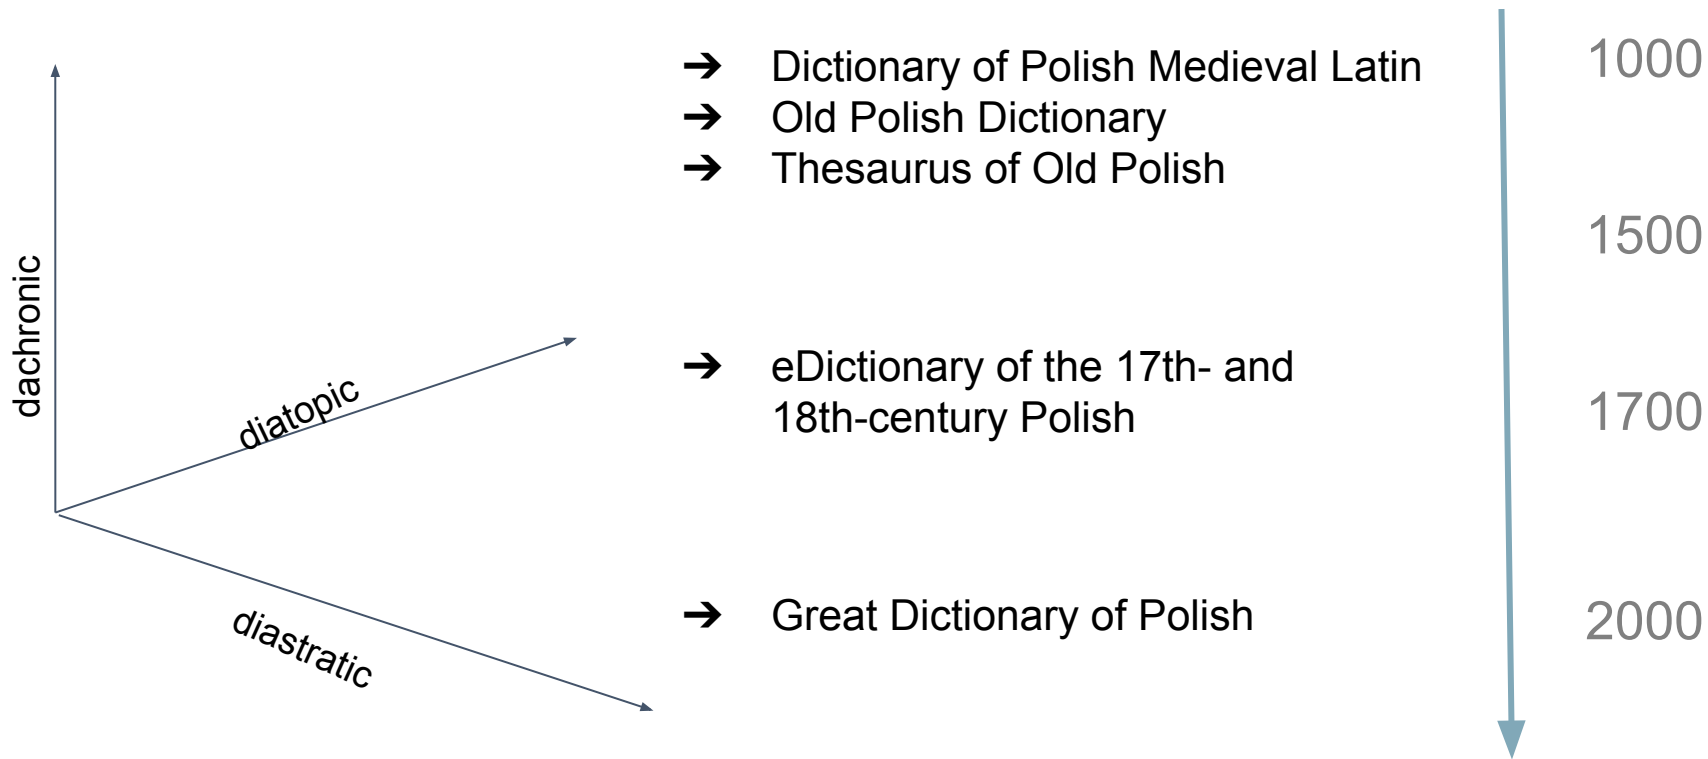 dachronic
diatopic
diastratic
➔ Dictionary of Polish Medieval Latin
➔ Old Polish Dictionary
➔ Thesaurus of Old Polish
➔ eDictionary of the 17th- and
18th-century Polish
➔ Great Dictionary of Polish
1000
1500
1700
2000